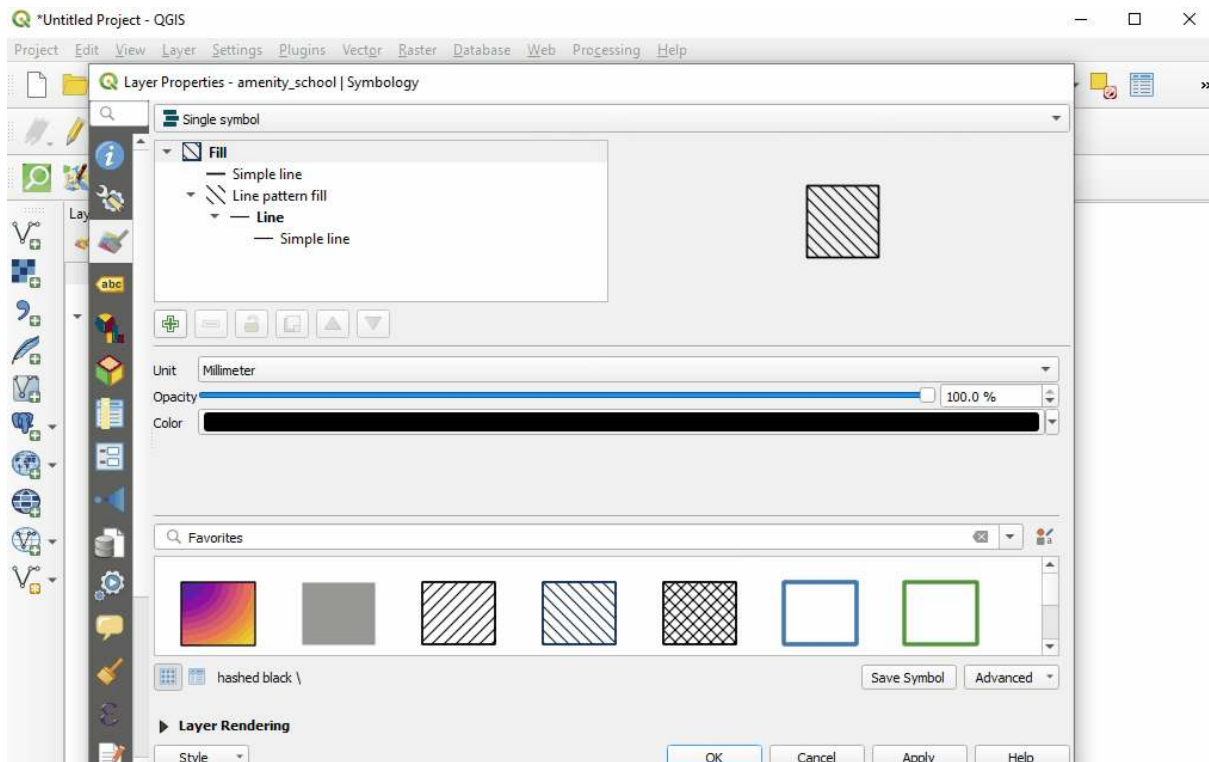 *Untitled Project - QGIS
Project Edit View Layer Settings Plugins Vector Raster Database Web Processing Help
Layer Properties - amenity_school | Symbology
Single symbol
Fill
Simple line
Line pattern fill
Line
Simple line
Lay
abc
Unit Millimeter
Opacity 100.0 %
Color
Favorites
hashed black \
Save Symbol Advanced
Layer Rendering
Style OK Cancel Apply Help